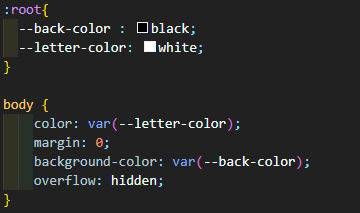 :root{
--back-color : black;
--letter-color: white;
}
body {
color: var(--letter-color);
margin: 0;
background-color: var(--back-color);
overflow: hidden;
}